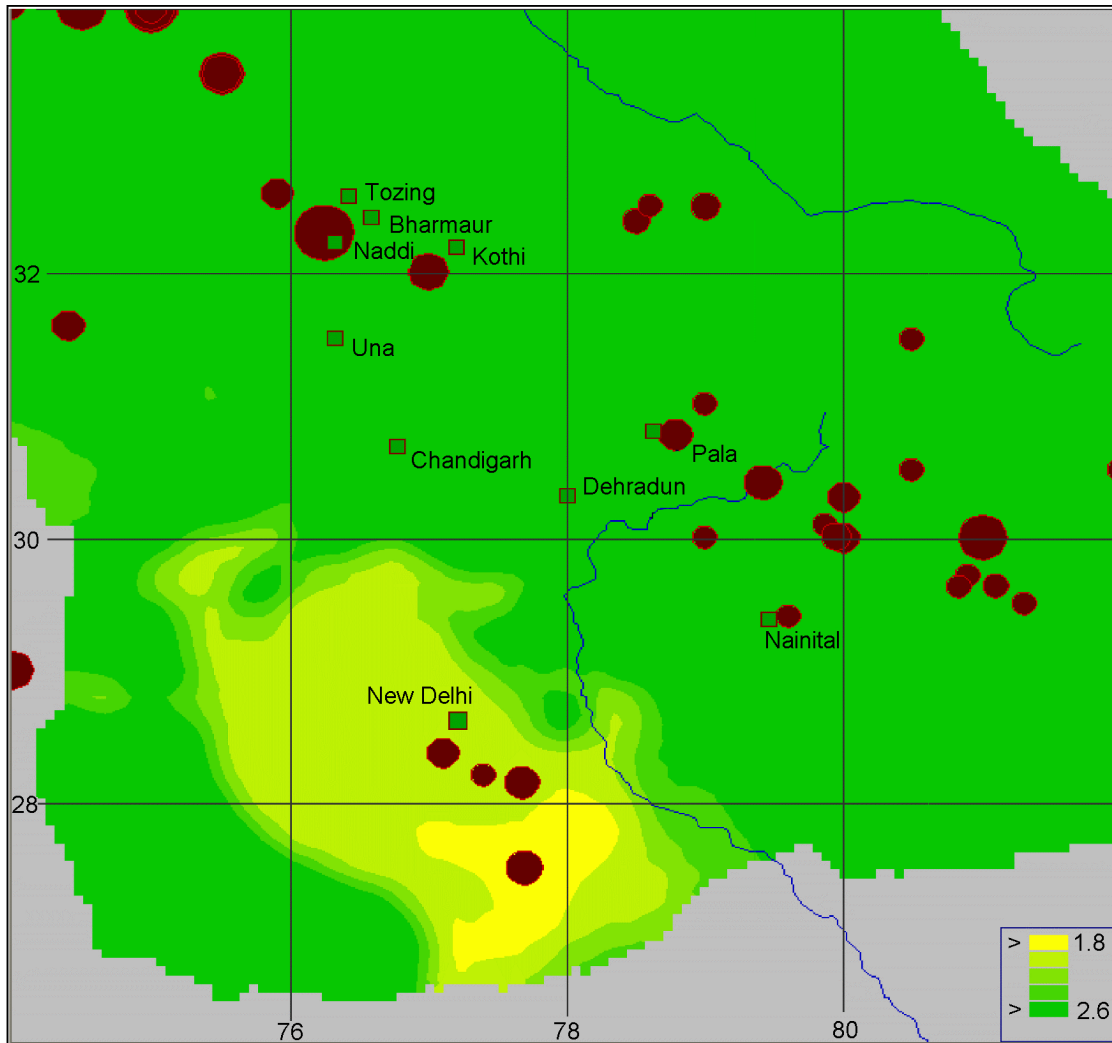 Tozing
Bharmaur
Naddi
Kothi
32
Una
Pala
Chandigarh
Dehradun
30
Nainital
New Delhi
28
> 1.8
> 2.6
76
78
80